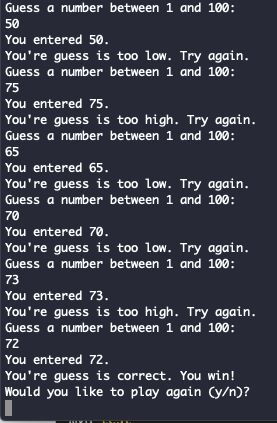 Guess a number between 1 and 100:
50
You entered 50.
You're guess is too low. Try again.
Guess a number between 1 and 100:
75
You entered 75.
You're guess is too high. Try again.
Guess a number between 1 and 100:
65
You entered 65.
You're guess is too low. Try again.
Guess a number between 1 and 100:
70
You entered 70.
You're guess is too low. Try again.
Guess a number between 1 and 100:
73
You entered 73.
You're guess is too high. Try again.
Guess a number between 1 and 100:
72
You entered 72.
You're guess is correct. You win!
Would you like to play again (y/n)?